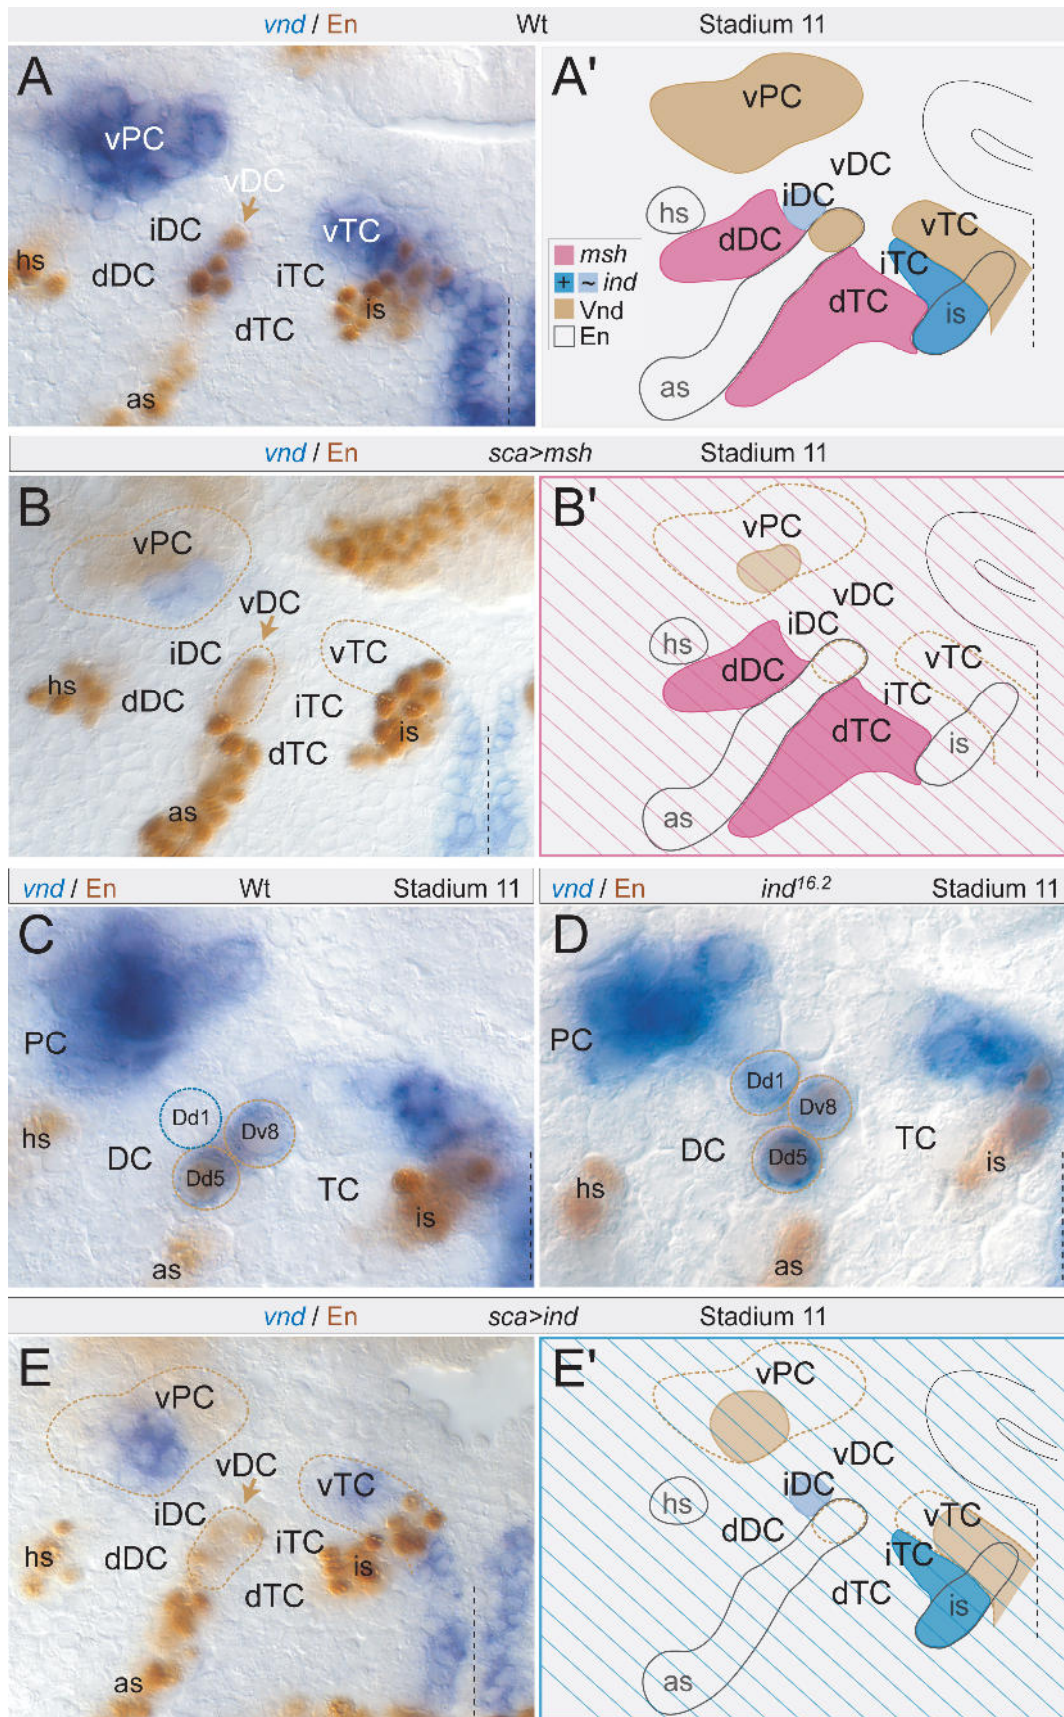 vnd / En Wt Stadium 11
A
vPC
vDC
iDC
vTC
hs
dDC
iTC
is
dTC
as
A'
vPC
vDC
iDC
hs
vTC
dDC
iTC
msh
+ ~ ind
Vnd
En
dTC
is
as
vnd / En sca>msh Stadium 11
B
vPC
vDC
iDC
vTC
hs
dDC
iTC
is
dTC
as
B'
vPC
vDC
iDC
hs
vTC
dDC
iTC
dTC
is
as
vnd / En Wt Stadium 11
C
PC
Dd1
Dv8
hs
DC
Dd5
TC
is
as
vnd / En ind16.2 Stadium 11
D
PC
Dd1
Dv8
DC
Dd5
TC
is
hs
as
vnd / En sca>ind Stadium 11
E
vPC
vDC
vTC
iDC
iTC
hs
dDC
is
dTC
as
E'
vPC
vDC
iDC
hs
vTC
dDC
iTC
dTC
is
as